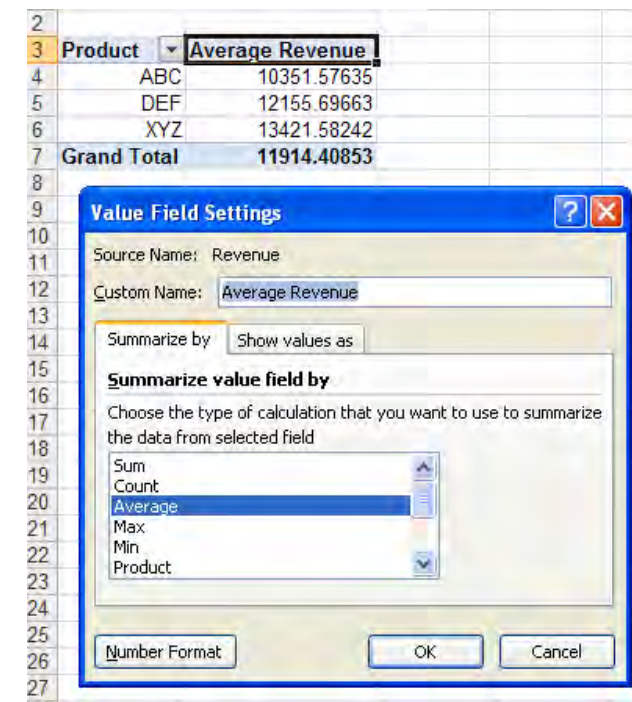 2
3 Product Average Revenue
4 ABC 10351.57635
5 DEF 12155.69663
6 XYZ 13421.58242
7 Grand Total 11914.40853
8
9
10
11
12
13
14
15
16
17
18
19
20
21
22
23
24
25
26
27
Value Field Settings
Source Name: Revenue
Custom Name: Average Revenue
Summarize by Show values as
Summarize value field by
Choose the type of calculation that you want to use to summarize
the data from selected field
Sum
Count
Average
Max
Min
Product
Number Format OK Cancel